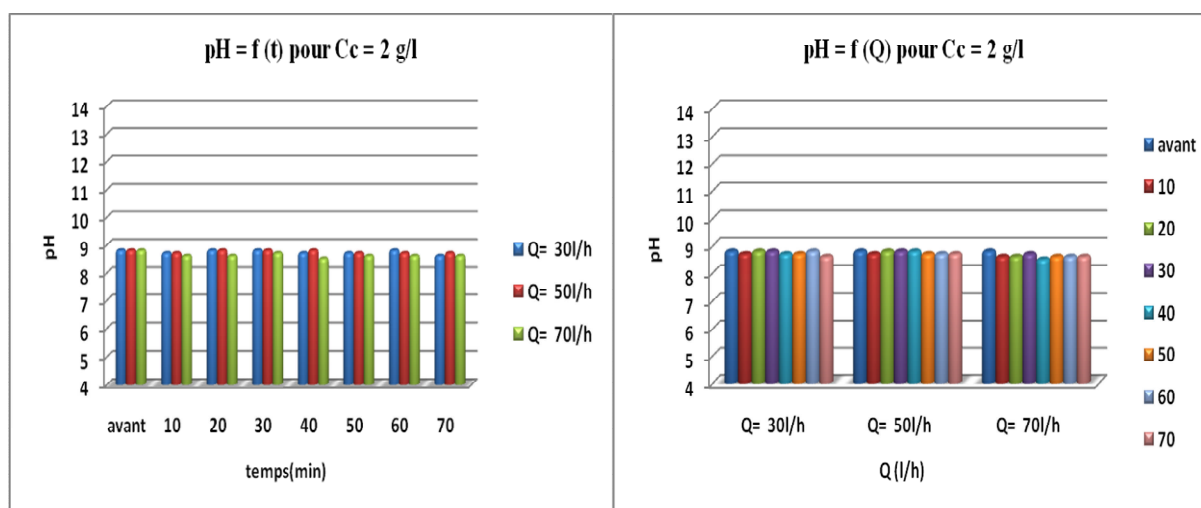 pH = f (t) pour Cc = 2 g/l
pH
14
13
12
11
10
9
8
7
6
5
4
avant 10 20 30 40 50 60 70
temps(min)
Q= 30l/h
Q= 50l/h
Q= 70l/h
pH = f (Q) pour Cc = 2 g/l
pH
14
13
12
11
10
9
8
7
6
5
4
Q= 30l/h Q= 50l/h Q= 70l/h
Q (l/h)
avant
10
20
30
40
50
60
70